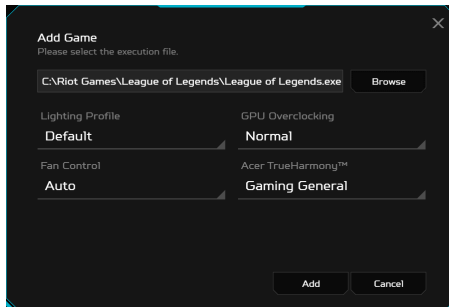 Add Game
Please select the execution file.
C:\Riot Games\League of Legends\League of Legends.exe Browse
Lighting Profile GPU Overclocking
Default Normal
Fan Control Acer TrueHarmony™
Auto Gaming General
Add Cancel